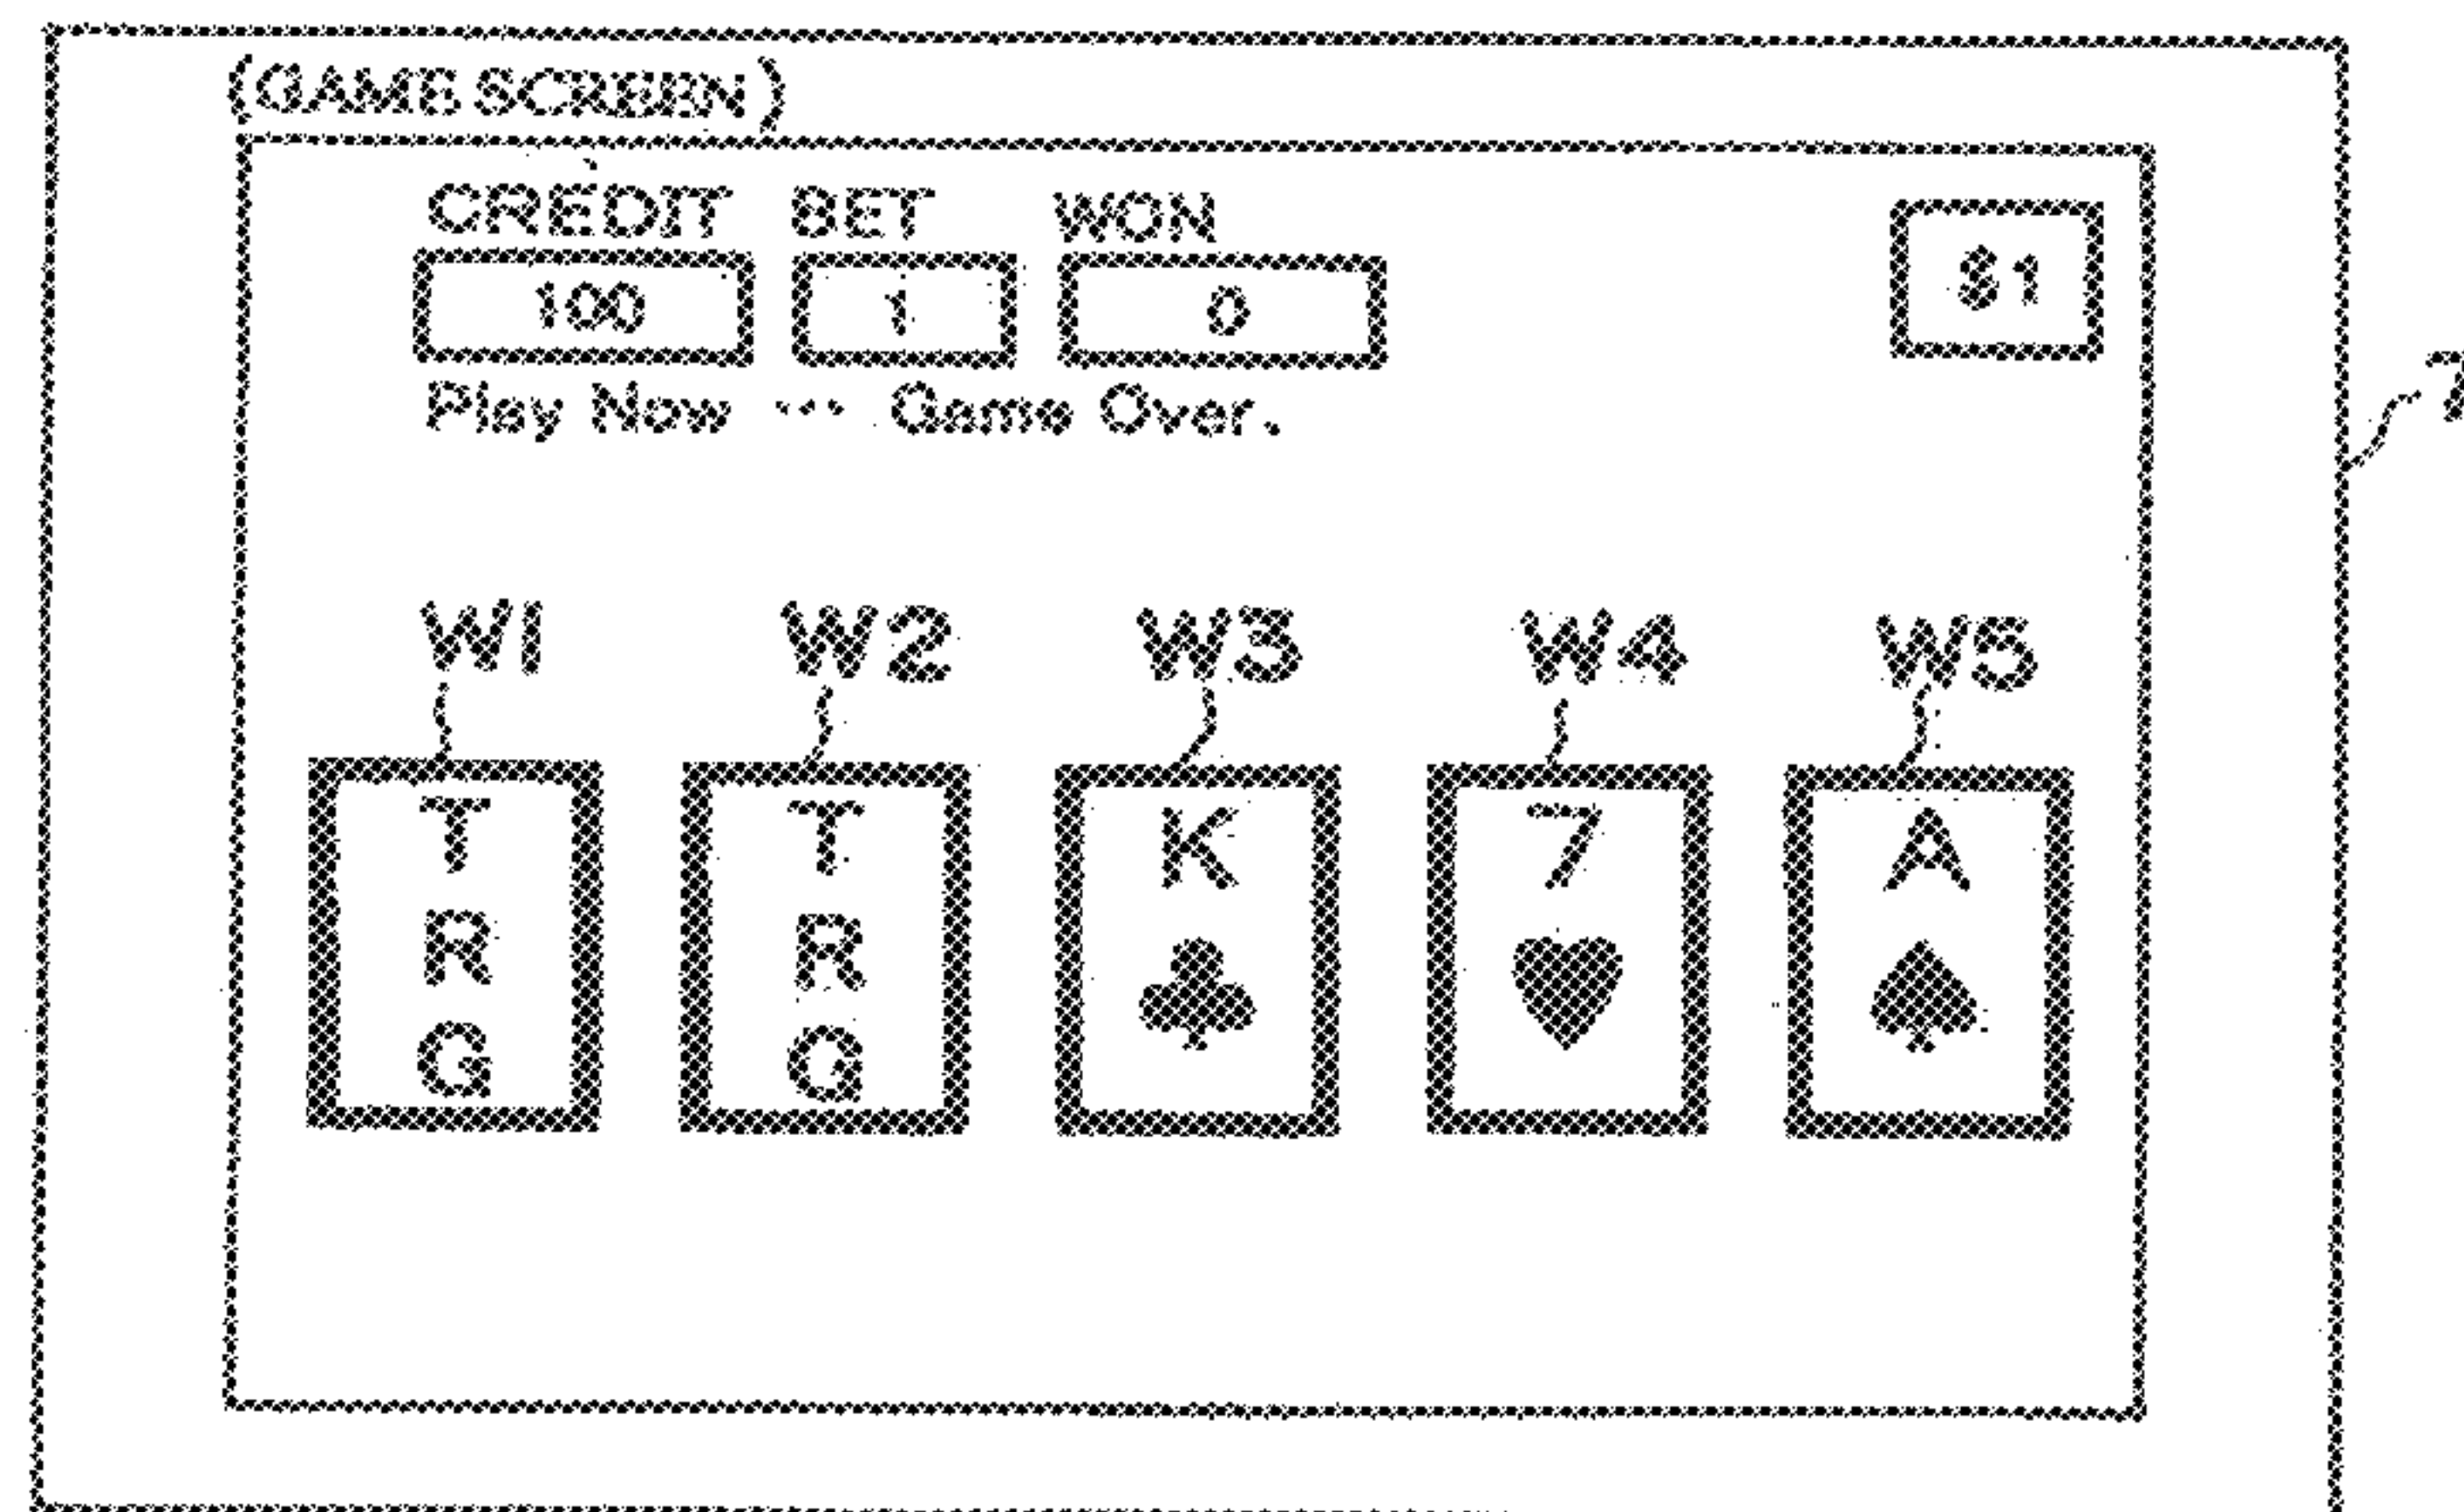 (GAME SCREEN)
CREDIT BET WON
100 1 0 $1
Play Now ... Game Over.
7
W1 W2 W3 W4 W5
T T K 7 A
R R
G G